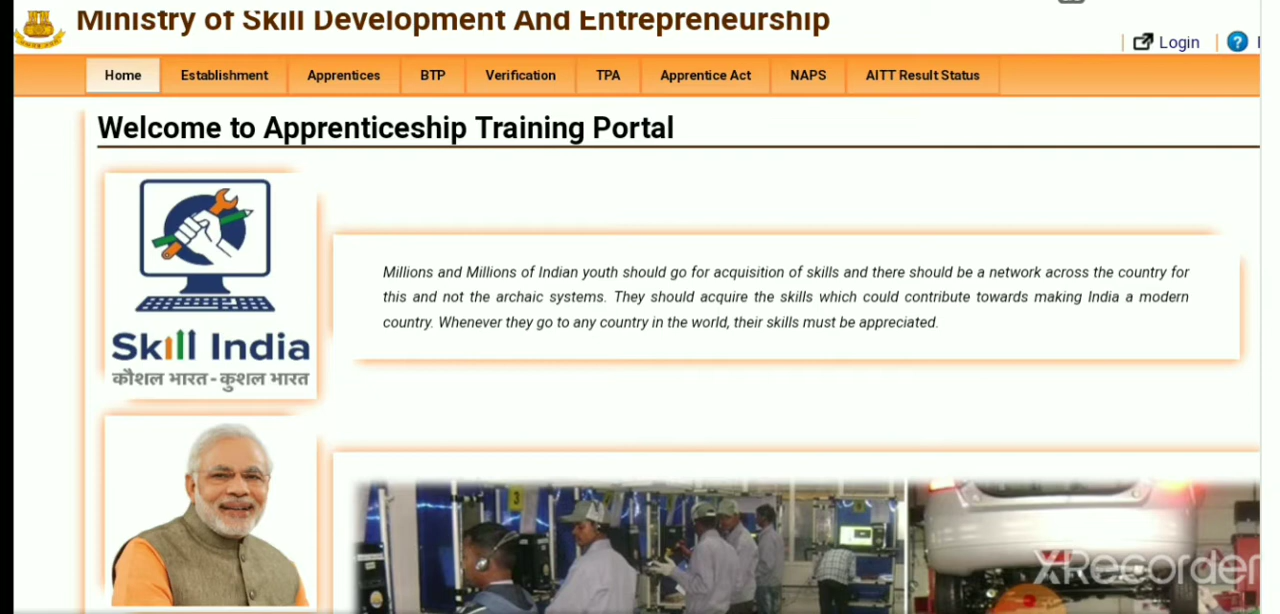 Ministry of Skill Development And Entrepreneurship
Login
Home Establishment Apprentices BTP Verification TPA Apprentice Act NAPS AITT Result Status
Welcome to Apprenticeship Training Portal
Skill India
कौशल भारत - कुशल भारत
Millions and Millions of Indian youth should go for acquisition of skills and there should be a network across the country for
this and not the archaic systems. They should acquire the skills which could contribute towards making India a modern
country. Whenever they go to any country in the world, their skills must be appreciated.
3
XRecorder